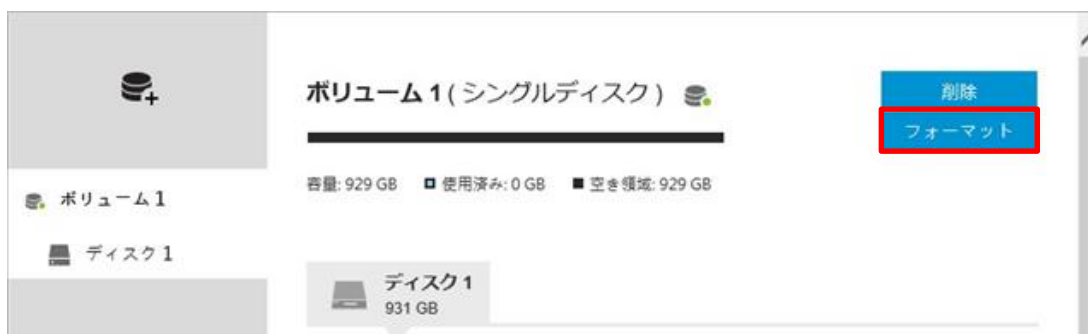 ボリューム 1 ( シングルディスク )
削除
フォーマット
容量: 929 GB 使用済み: 0 GB 空き領域: 929 GB
ボリューム 1
ディスク 1
ディスク 1
931 GB